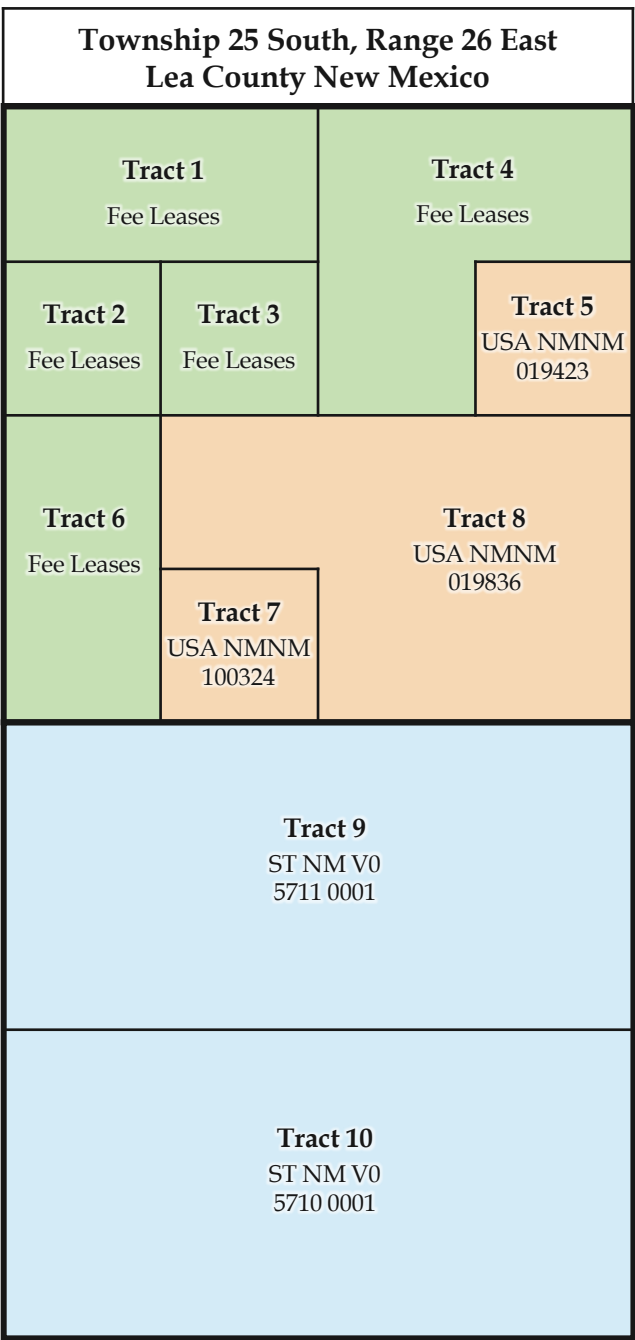 Township 25 South, Range 26 East
Lea County New Mexico
Tract 1
Fee Leases
Tract 4
Fee Leases
Tract 2
Fee Leases
Tract 3
Fee Leases
Tract 5
USA NMNM
019423
Tract 6
Fee Leases
Tract 8
USA NMNM
019836
Tract 7
USA NMNM
100324
Tract 9
ST NM V0
5711 0001
Tract 10
ST NM V0
5710 0001